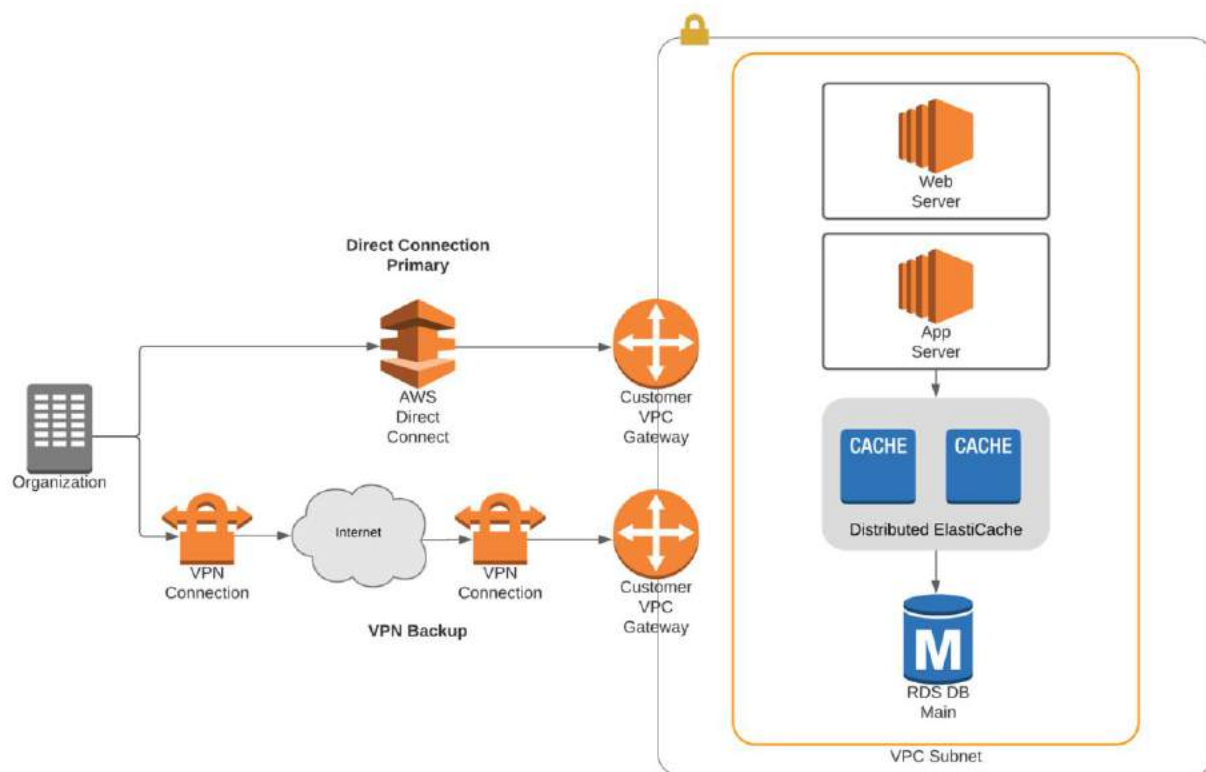 Web
Server
Direct Connection
Primary
App
Server
AWS
Direct
Connect
Customer
VPC
Gateway
CACHE
CACHE
Organization
Distributed ElastiCache
Internet
VPN
Connection
VPN
Connection
Customer
VPC
Gateway
VPN Backup
M
RDS DB
Main
VPC Subnet